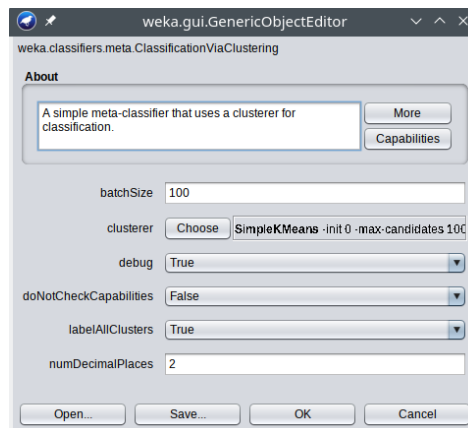 weka.gui.GenericObjectEditor
weka.classifiers.meta.ClassificationViaClustering
About
A simple meta-classifier that uses a clusterer for
classification.
More
Capabilities
batchSize 100
clusterer Choose SimpleKMeans -init 0 -max-candidates 100
debug True
doNotCheckCapabilities False
labelAllClusters True
numDecimalPlaces 2
Open... Save... OK Cancel